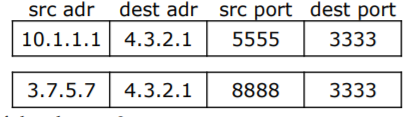 src adr dest adr src port dest port
10.1.1.1 4.3.2.1 5555 3333
3.7.5.7 4.3.2.1 8888 3333